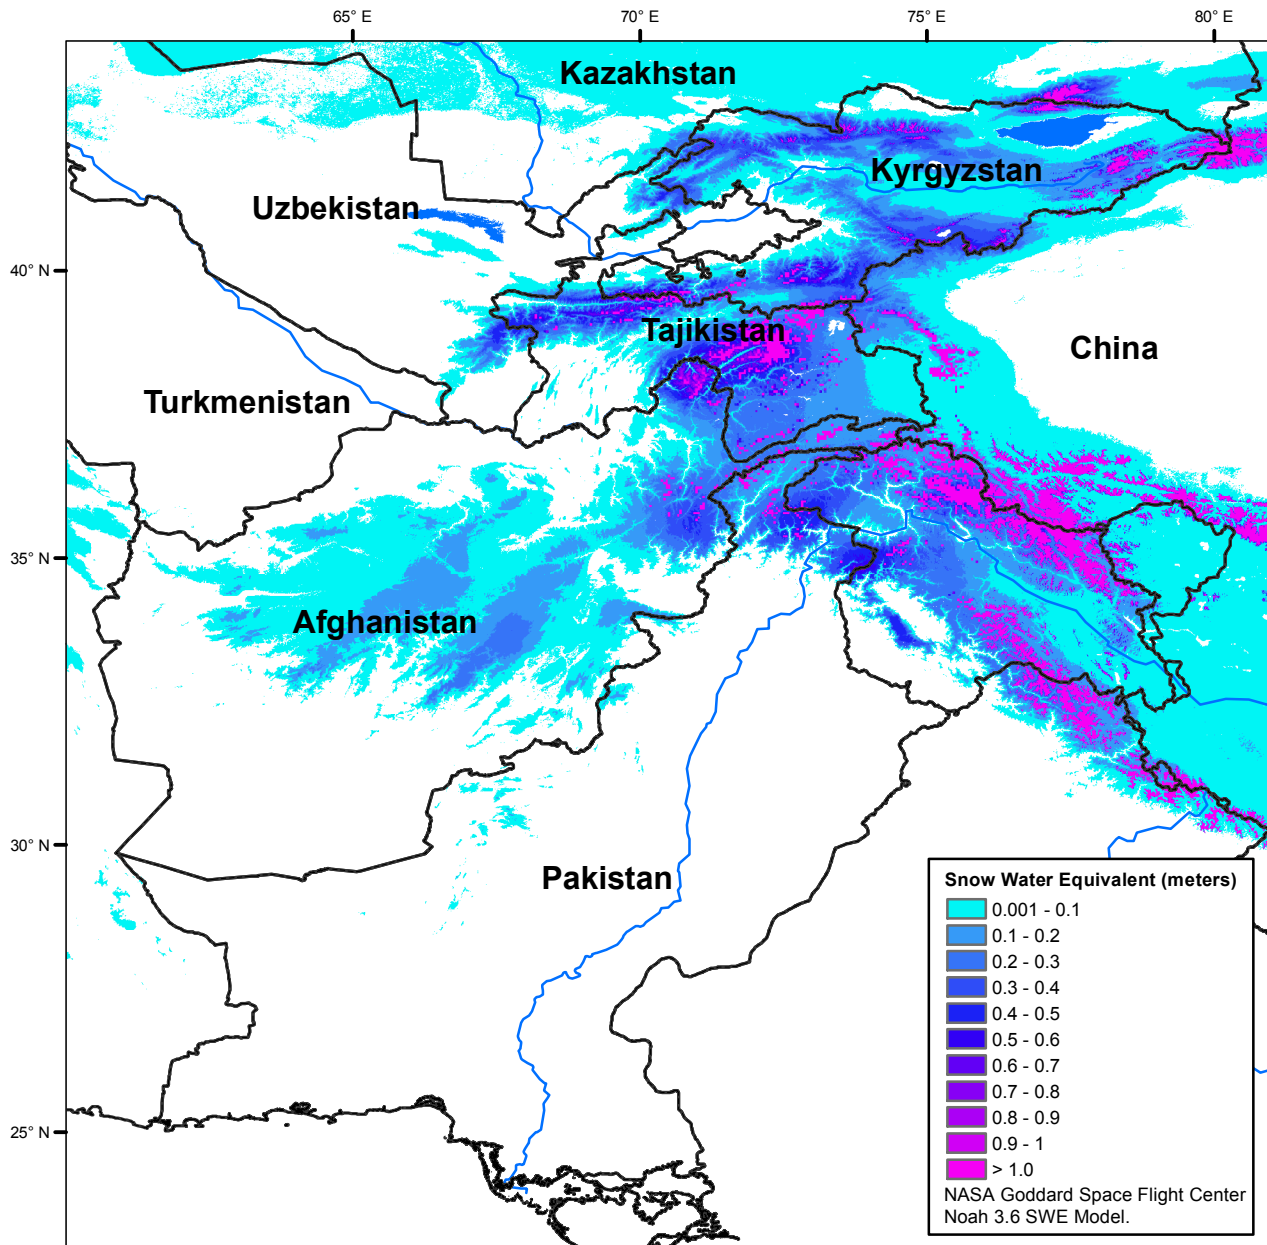 65° E
70° E
75° E
80° E
Kazakhstan
Kyrgyzstan
Uzbekistan
40° N
Tajikistan
China
Turkmenistan
35° N
Afghanistan
30° N
Pakistan
25° N
Snow Water Equivalent (meters)
0.001 - 0.1
0.1 - 0.2
0.2 - 0.3
0.3 - 0.4
0.4 - 0.5
0.5 - 0.6
0.6 - 0.7
0.7 - 0.8
0.8 - 0.9
0.9 - 1
> 1.0
NASA Goddard Space Flight Center
Noah 3.6 SWE Model.